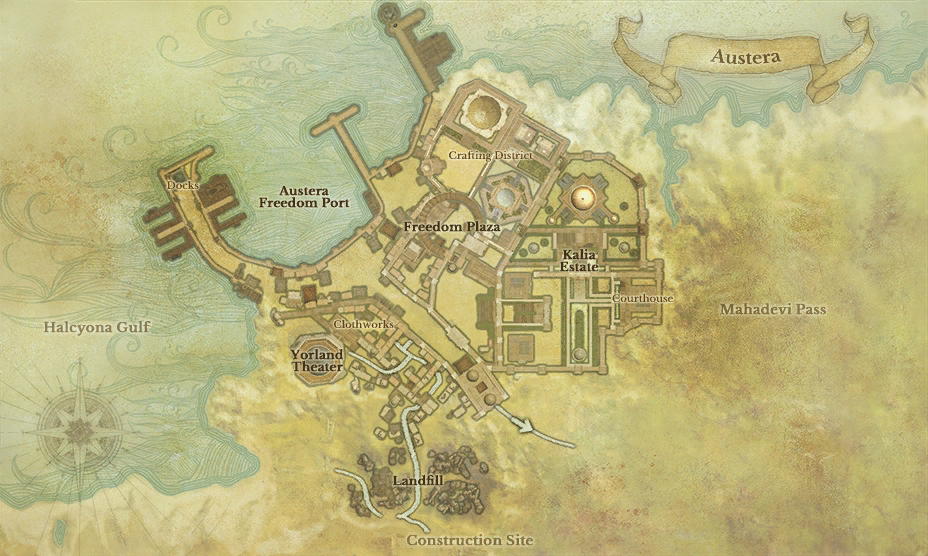 Austera
Crafting District
Docks
Austera
Freedom Port
Freedom Plaza
Kalia
Estate
Courthouse
Mahadevi Pass
Halcyona Gulf
Clothworks
Yorland
Theater
Landfill
Construction Site